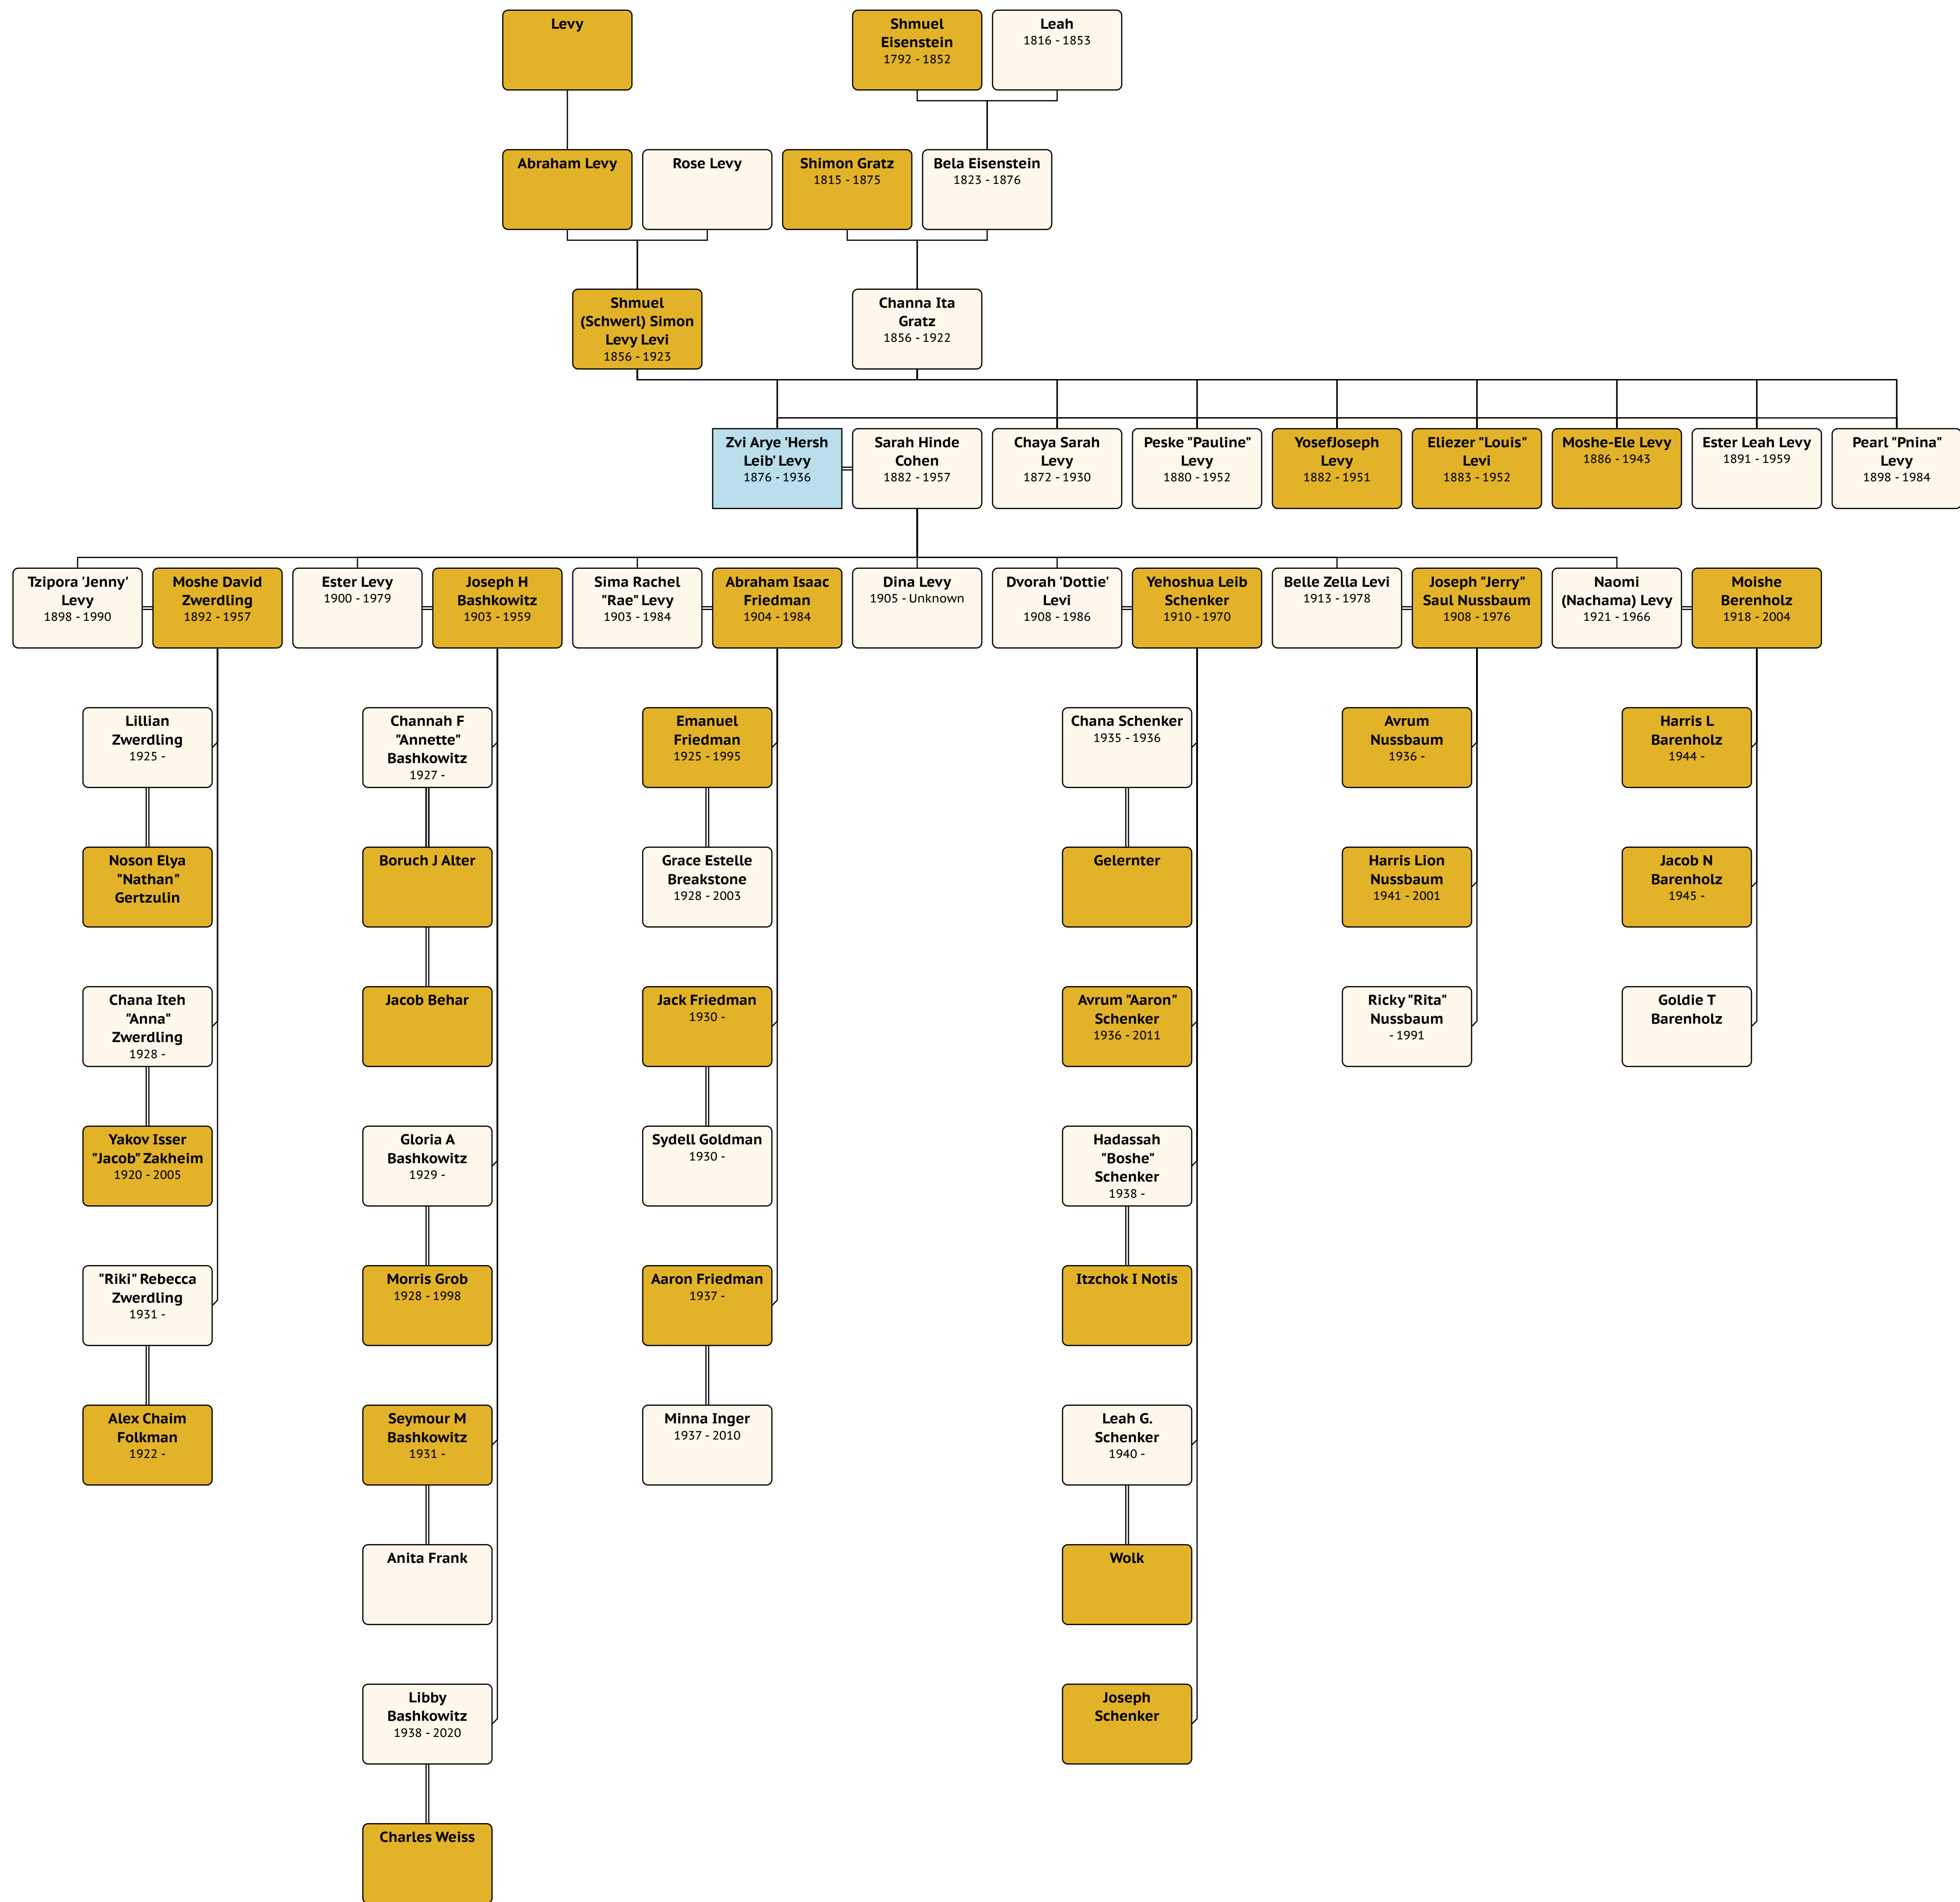 Levy
Shmuel
Eisenstein
1792 - 1852
Leah
1816 - 1853
Abraham Levy
Rose Levy
Shimon Gratz
1815 - 1875
Bela Eisenstein
1823 - 1876
Shmuel
(Schwerl) Simon
Levy Levi
1856 - 1923
Channa Ita
Gratz
1856 - 1922
Zvi Arye 'Hersh
Leib' Levy
1876 - 1936
Sarah Hinde
Cohen
1882 - 1957
Chaya Sarah
Levy
1872 - 1930
Peske "Pauline"
Levy
1880 - 1952
YosefJoseph
Levy
1882 - 1951
Eliezer "Louis"
Levi
1883 - 1952
Moshe-Ele Levy
1886 - 1943
Ester Leah Levy
1891 - 1959
Pearl "Pnina"
Levy
1898 - 1984
Tzipora 'Jenny'
Levy
1898 - 1990
Moshe David
Zwerdling
1892 - 1957
Ester Levy
1900 - 1979
Joseph H
Bashkowitz
1903 - 1959
Sima Rachel
"Rae" Levy
1903 - 1984
Abraham Isaac
Friedman
1904 - 1984
Dina Levy
1905 - Unknown
Dvorah 'Dottie'
Levi
1908 - 1986
Yehoshua Leib
Schenker
1910 - 1970
Belle Zella Levi
1913 - 1978
Joseph "Jerry"
Saul Nussbaum
1908 - 1976
Naomi
(Nachama) Levy
1921 - 1966
Moishe
Berenholz
1918 - 2004
Lillian
Zwerdling
1925 -
Channah F
"Annette"
Bashkowitz
1927 -
Emanuel
Friedman
1925 - 1995
Chana Schenker
1935 - 1936
Avrum
Nussbaum
1936 -
Harris L
Barenholz
1944 -
Noson Elya
"Nathan"
Gertzulin
Boruch J Alter
Grace Estelle
Breakstone
1928 - 2003
Gelernter
Harris Lion
Nussbaum
1941 - 2001
Jacob N
Barenholz
1945 -
Chana Iteh
"Anna"
Zwerdling
1928 -
Jacob Behar
Jack Friedman
1930 -
Avrum "Aaron"
Schenker
1936 - 2011
Ricky "Rita"
Nussbaum
- 1991
Goldie T
Barenholz
Yakov Isser
"Jacob" Zakheim
1920 - 2005
Gloria A
Bashkowitz
1929 -
Sydell Goldman
1930 -
Hadassah
"Boshe"
Schenker
1938 -
"Riki" Rebecca
Zwerdling
1931 -
Morris Grob
1928 - 1998
Aaron Friedman
1937 -
Itzchok I Notis
Alex Chaim
Folkman
1922 -
Seymour M
Bashkowitz
1931 -
Minna Inger
1937 - 2010
Leah G.
Schenker
1940 -
Anita Frank
Wolk
Libby
Bashkowitz
1938 - 2020
Joseph
Schenker
Charles Weiss